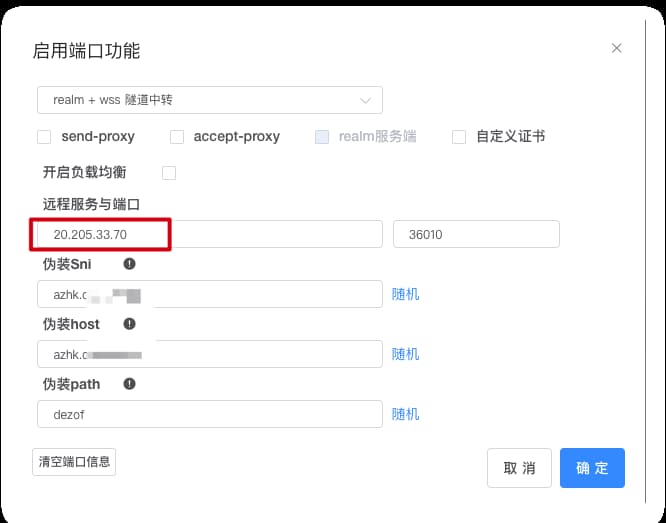 启用端口功能
realm + wss 隧道中转
send-proxy accept-proxy realm服务端 自定义证书
开启负载均衡
远程服务与端口
20.205.33.70 36010
伪装Sni
azhk. 随机
伪装host
azhk. 随机
伪装path
dezof 随机
清空端口信息 取消 确定